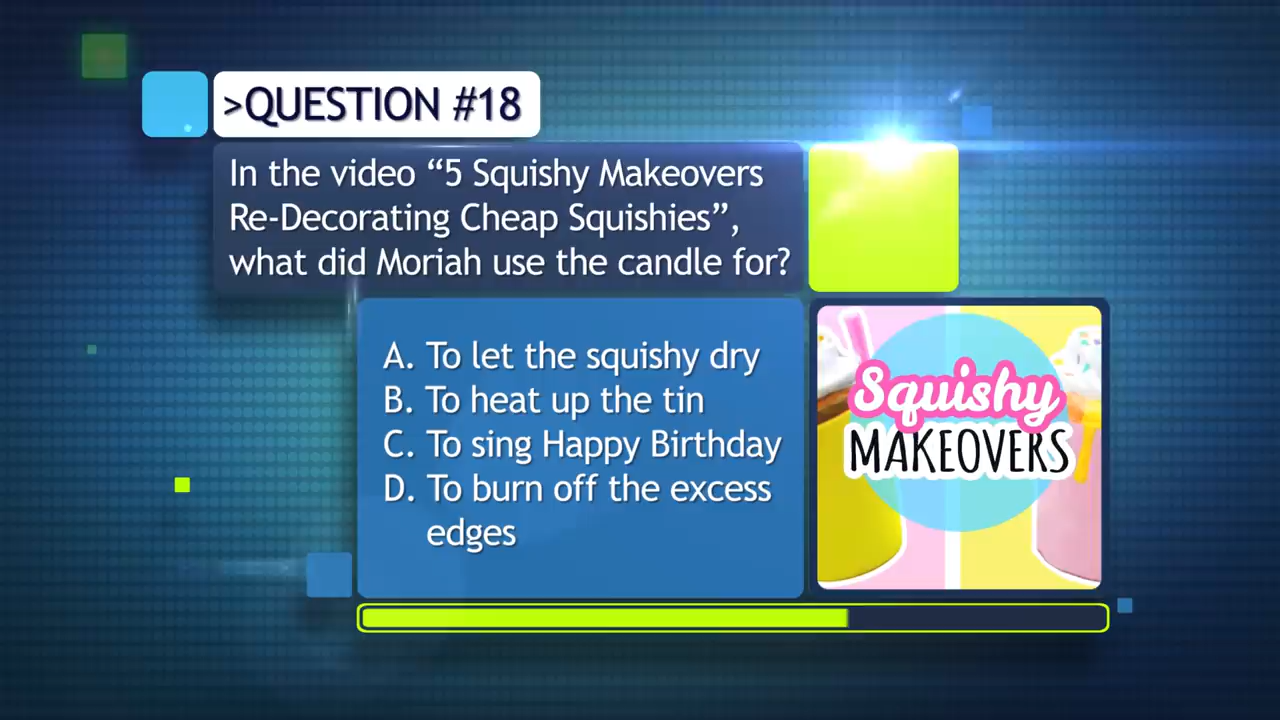 >QUESTION #18
In the video “5 Squishy Makeovers
Re-Decorating Cheap Squishies”,
what did Moriah use the candle for?
A. To let the squishy dry
B. To heat up the tin
C. To sing Happy Birthday
D. To burn off the excess
edges
Squishy
MAKEOVERS